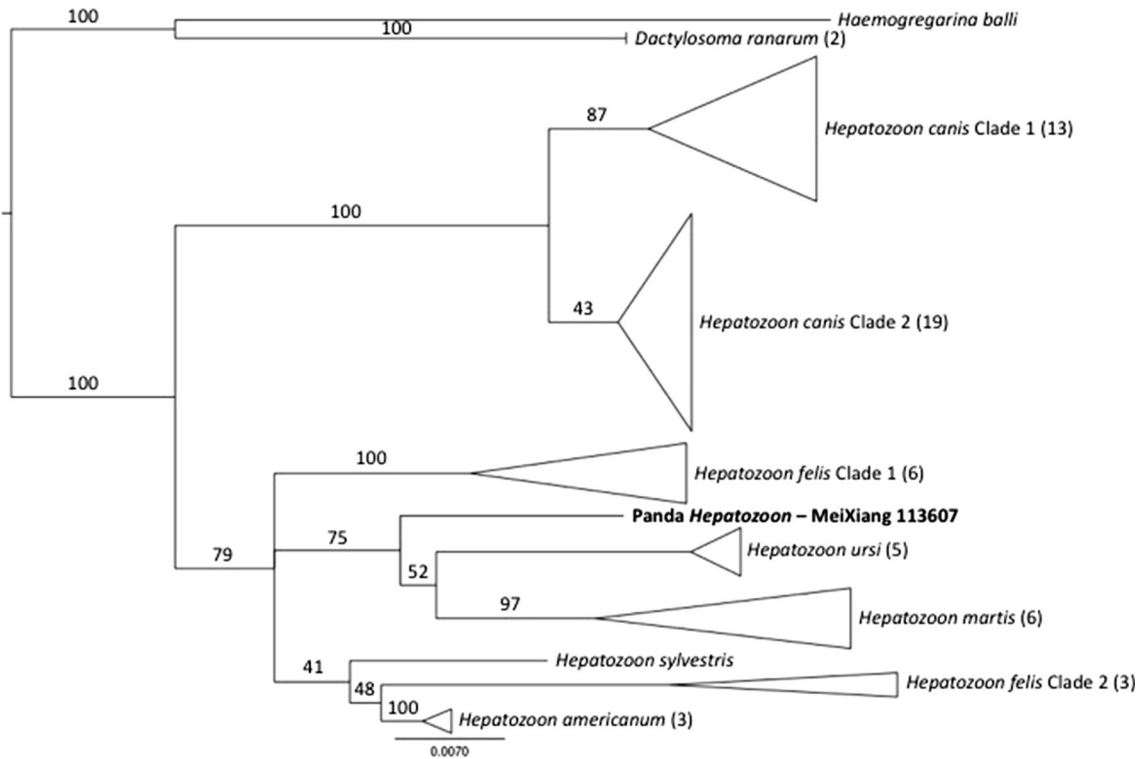 100
Haemogregarina balli
100
Dactylosoma ranarum (2)
87
Hepatozoon canis Clade 1 (13)
100
43
Hepatozoon canis Clade 2 (19)
100
100
Hepatozoon felis Clade 1 (6)
Panda Hepatozoon – MeiXiang 113607
75
Hepatozoon ursi (5)
79
52
97
Hepatozoon martis (6)
41
Hepatozoon sylvestris
48
Hepatozoon felis Clade 2 (3)
100
Hepatozoon americanum (3)
0.0070